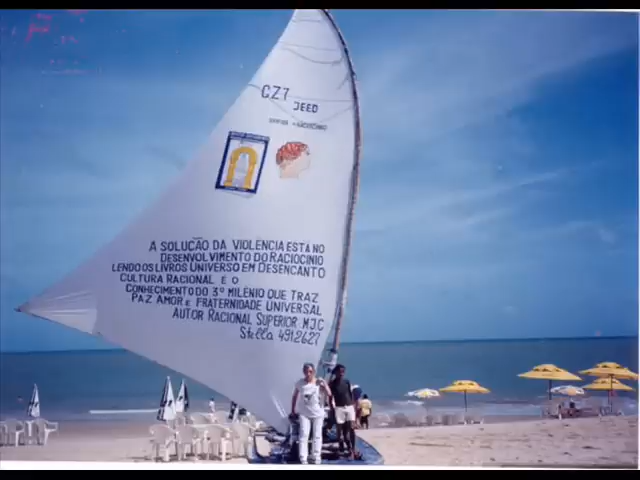 CZ7
JEED
A SOLUÇÃO DA VIOLENCIA ESTA NO
DESENVOLVIMENTO DO RACIOCINIO
LENDO OS LIVROS UNIVERSO EM DESENCANTO
CULTURA RACIONAL É O
CONHECIMENTO DO 3º MILÊNIO QUE TRAZ
PAZ AMOR E FRATERNIDADE UNIVERSAL
AUTOR RACIONAL SUPERIOR MJC
Stella 4912627